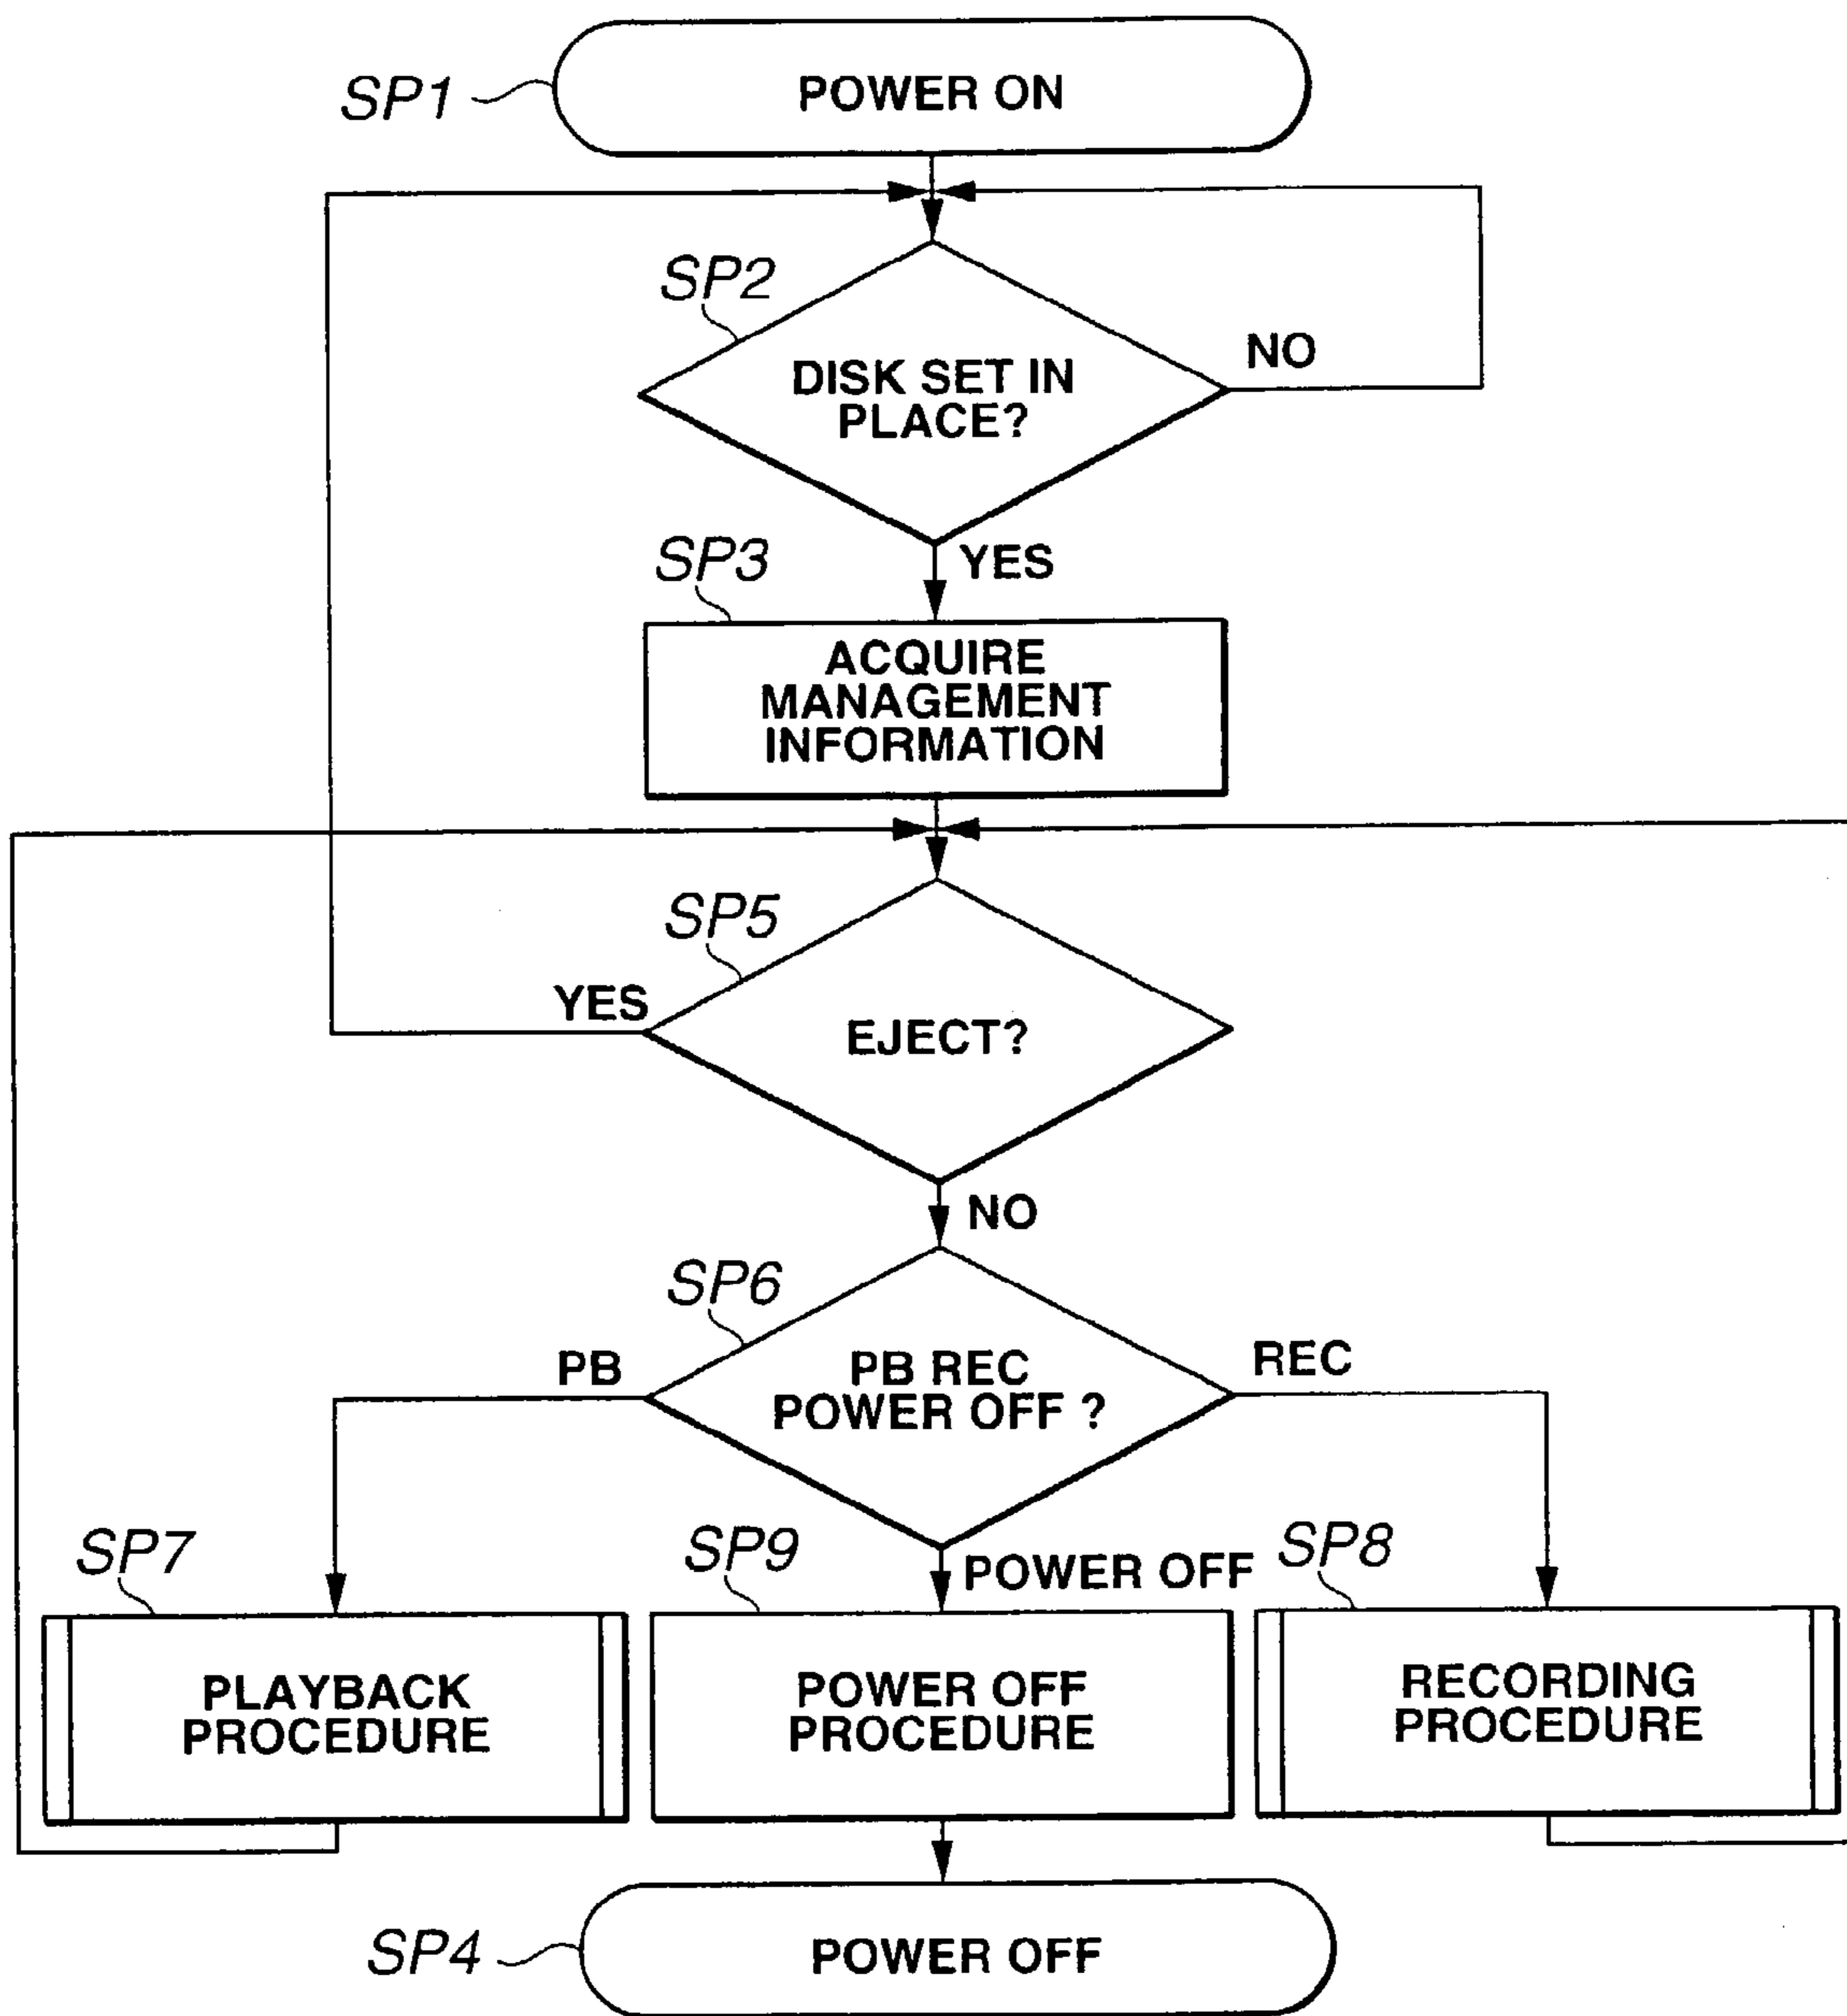 SP1
POWER ON
SP2
DISK SET IN
PLACE?
NO
YES
SP3
ACQUIRE
MANAGEMENT
INFORMATION
SP5
YES
EJECT?
NO
SP6
PB
PB REC
POWER OFF ?
REC
SP7
SP9
POWER OFF
SP8
PLAYBACK
PROCEDURE
POWER OFF
PROCEDURE
RECORDING
PROCEDURE
SP4
POWER OFF